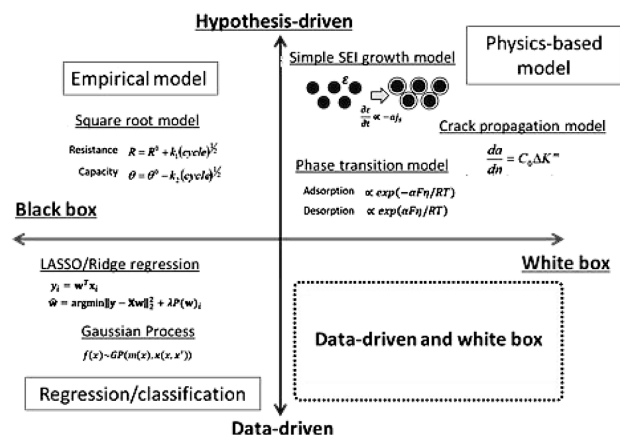 Hypothesis-driven
Empirical model
Square root model
Resistance R = R⁰ + k₁(cycle)^½
Capacity θ = θ⁰ − k₂(cycle)^½
Simple SEI growth model
ε
∂ε/∂t ∝ −aj₀
Physics-based
model
Crack propagation model
da/dn = C₀ΔKᵐ
Phase transition model
Adsorption ∝ exp(−αFη/RT)
Desorption ∝ exp(αFη/RT)
Black box
White box
LASSO/Ridge regression
yᵢ = wᵀxᵢ
ŵ = argmin‖y − Xw‖₂² + λP(w)ᵢ
Gaussian Process
f(x)~GP(m(x), κ(x, x′))
Regression/classification
Data-driven and white box
Data-driven